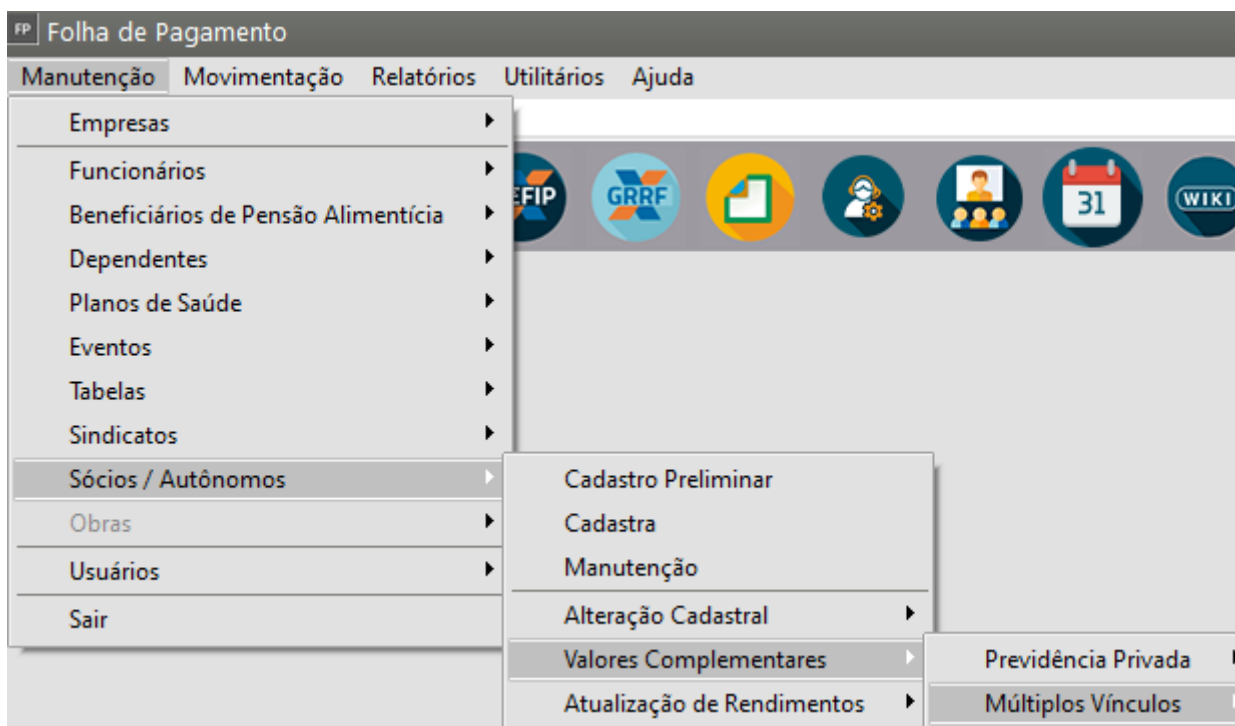 FP Folha de Pagamento
Manutenção Movimentação Relatórios Utilitários Ajuda
Empresas
Funcionários
Beneficiários de Pensão Alimentícia
Dependentes
Planos de Saúde
Eventos
Tabelas
Sindicatos
Sócios / Autônomos
Obras
Usuários
Sair
EFIP GRRF 31 WIKI
Cadastro Preliminar
Cadastra
Manutenção
Alteração Cadastral
Valores Complementares
Atualização de Rendimentos
Previdência Privada
Múltiplos Vínculos